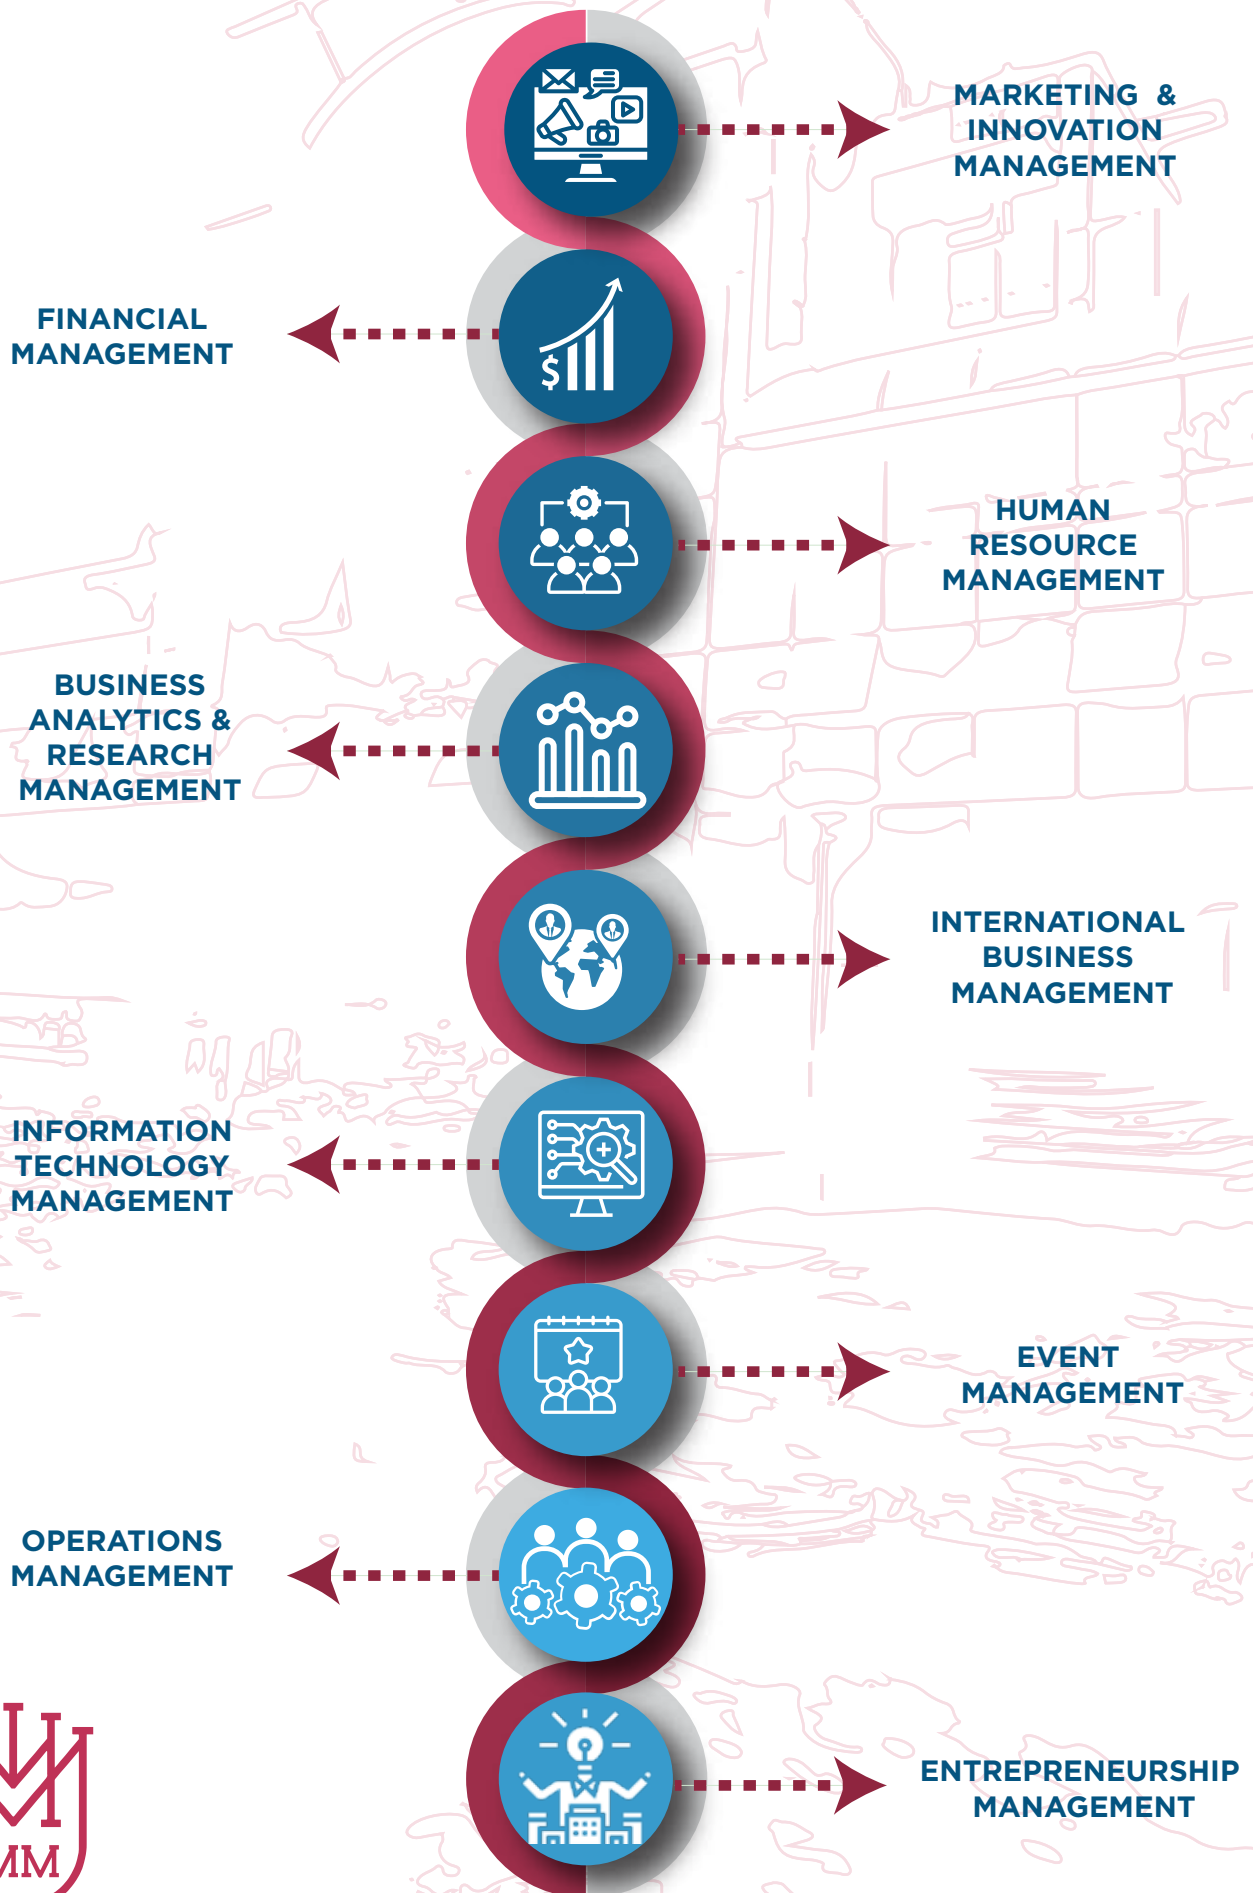 MARKETING &
INNOVATION
MANAGEMENT
FINANCIAL
MANAGEMENT
HUMAN
RESOURCE
MANAGEMENT
BUSINESS
ANALYTICS &
RESEARCH
MANAGEMENT
INTERNATIONAL
BUSINESS
MANAGEMENT
INFORMATION
TECHNOLOGY
MANAGEMENT
EVENT
MANAGEMENT
OPERATIONS
MANAGEMENT
ENTREPRENEURSHIP
MANAGEMENT
$